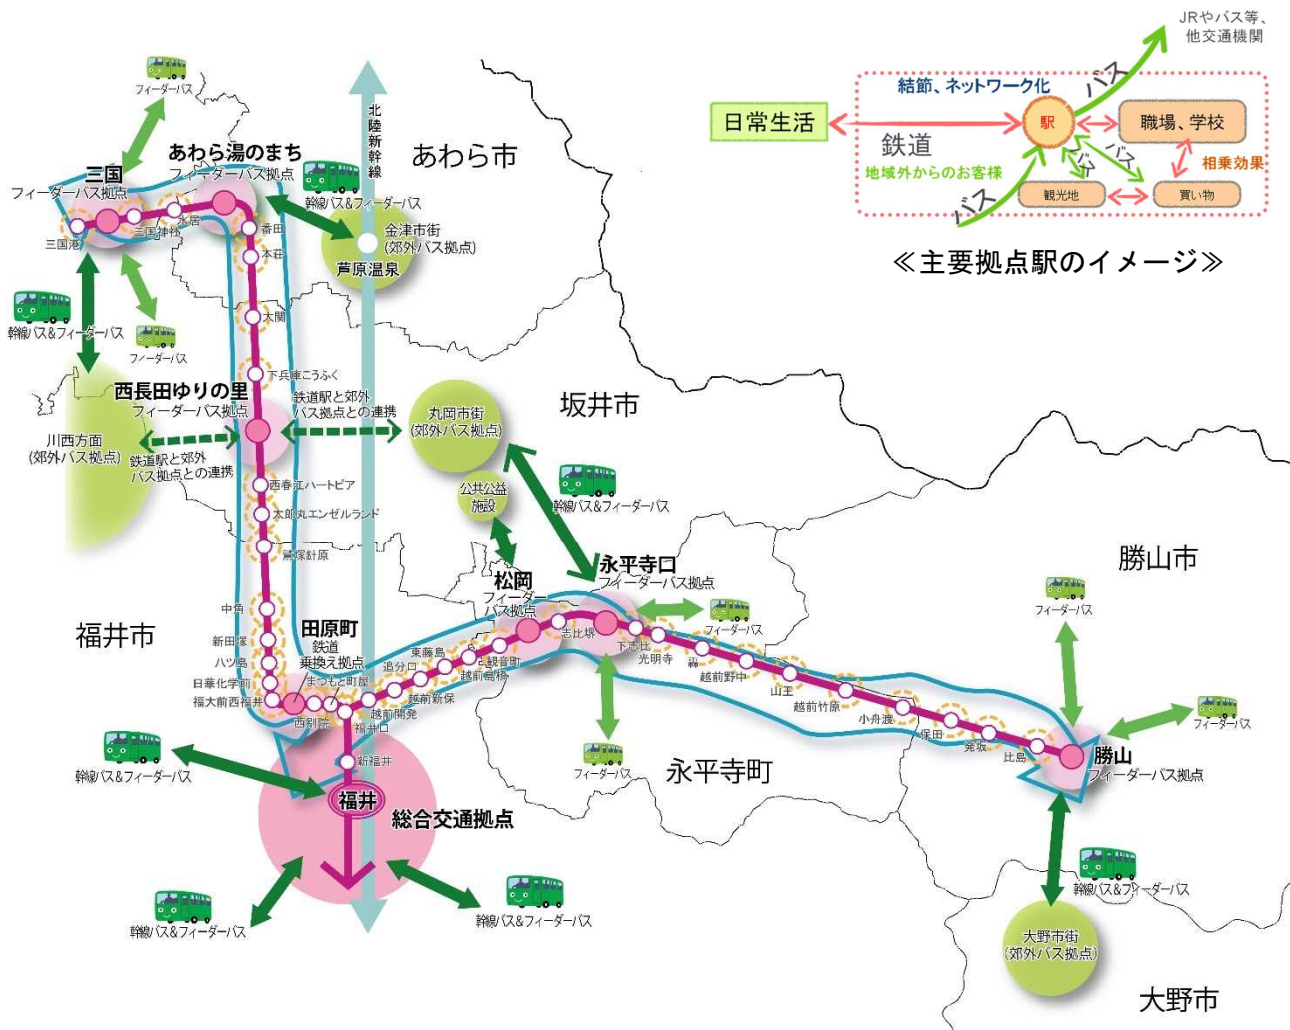 JRやバス等、
他交通機関
バス
結節、ネットワーク化
日常生活
駅
職場、学校
鉄道
地域外からのお客様
バス
バス
バス
相乗効果
観光地
買い物
≪主要拠点駅のイメージ≫
フィーダーバス
北陸新幹線
あわら市
あわら湯のまち
フィーダーバス拠点
三国
フィーダーバス拠点
幹線バス&フィーダーバス
金津市街
(郊外バス拠点)
芦原温泉
三国港
三国神社
水居
番田
本荘
大関
下兵庫こうふく
幹線バス&フィーダーバス
フィーダーバス
西長田ゆりの里
フィーダーバス拠点
鉄道駅と郊外
バス拠点との連携
川西方面
(郊外バス拠点)
鉄道駅と郊外
バス拠点との連携
丸岡市街
(郊外バス拠点)
坂井市
公共公益
施設
幹線バス&フィーダーバス
西春江ハートピア
太郎丸エンゼルランド
鷲塚針原
中角
新田塚
八ツ島
日華化学前
福大前西福井
福井市
田原町
鉄道
乗換え拠点
まつもと町屋
西別院
福井口
新福井
福井
総合交通拠点
越前開発
追分口
越前新保
東藤島
越前島橋
観音町
松岡
フィーダー
バス拠点
志比堺
永平寺口
フィーダーバス拠点
フィーダーバス
下志比
光明寺
轟
越前野中
山王
越前竹原
小舟渡
保田
発坂
比島
勝山
フィーダーバス拠点
勝山市
フィーダーバス
フィーダーバス
フィーダーバス
永平寺町
幹線バス&フィーダーバス
幹線バス&フィーダーバス
幹線バス&フィーダーバス
幹線バス&フィーダーバス
大野市街
(郊外バス拠点)
大野市